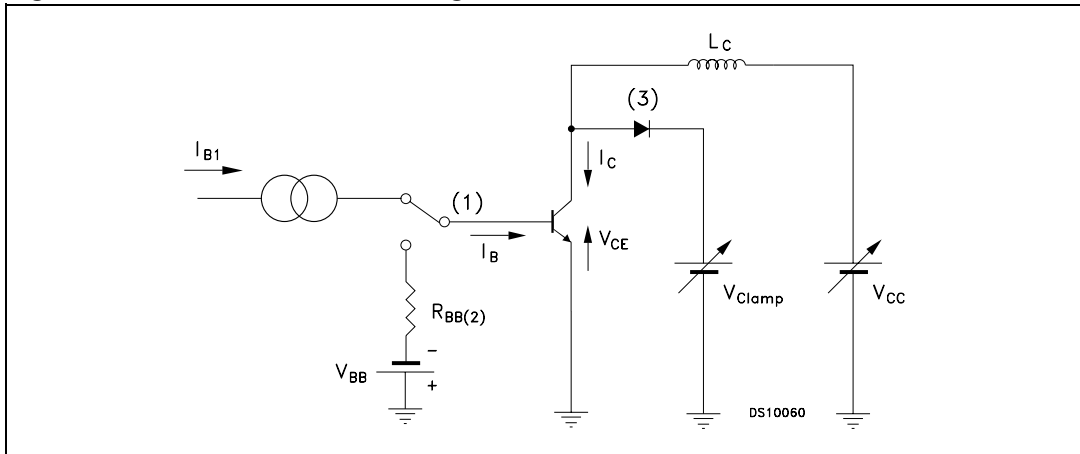 L_C
(3)
I_B1
I_C
(1)
I_B
V_CE
R_BB(2)
V_Clamp
V_CC
−
V_BB
+
DS10060